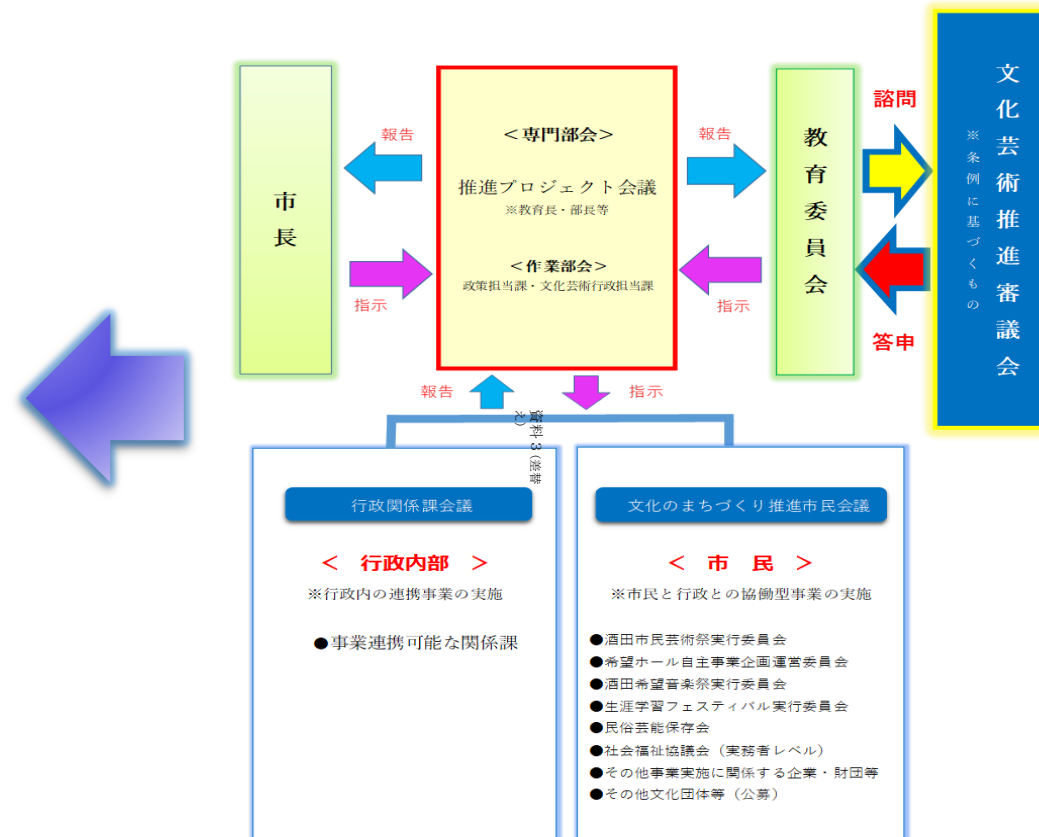 文化芸術推進審議会
※条例に基づくもの
諮問
答申
教育委員会
報告
指示
＜専門部会＞
推進プロジェクト会議
※教育長・部長等
＜作業部会＞
政策担当課・文化芸術行政担当課
報告
指示
市長
報告
指示
資料３(差替
え)
行政関係課会議
＜　行政内部　＞
※行政内の連携事業の実施
●事業連携可能な関係課
文化のまちづくり推進市民会議
＜　市　民　＞
※市民と行政との協働型事業の実施
●酒田市民芸術祭実行委員会
●希望ホール自主事業企画運営委員会
●酒田希望音楽祭実行委員会
●生涯学習フェスティバル実行委員会
●民俗芸能保存会
●社会福祉協議会（実務者レベル）
●その他事業実施に関係する企業・財団等
●その他文化団体等（公募）